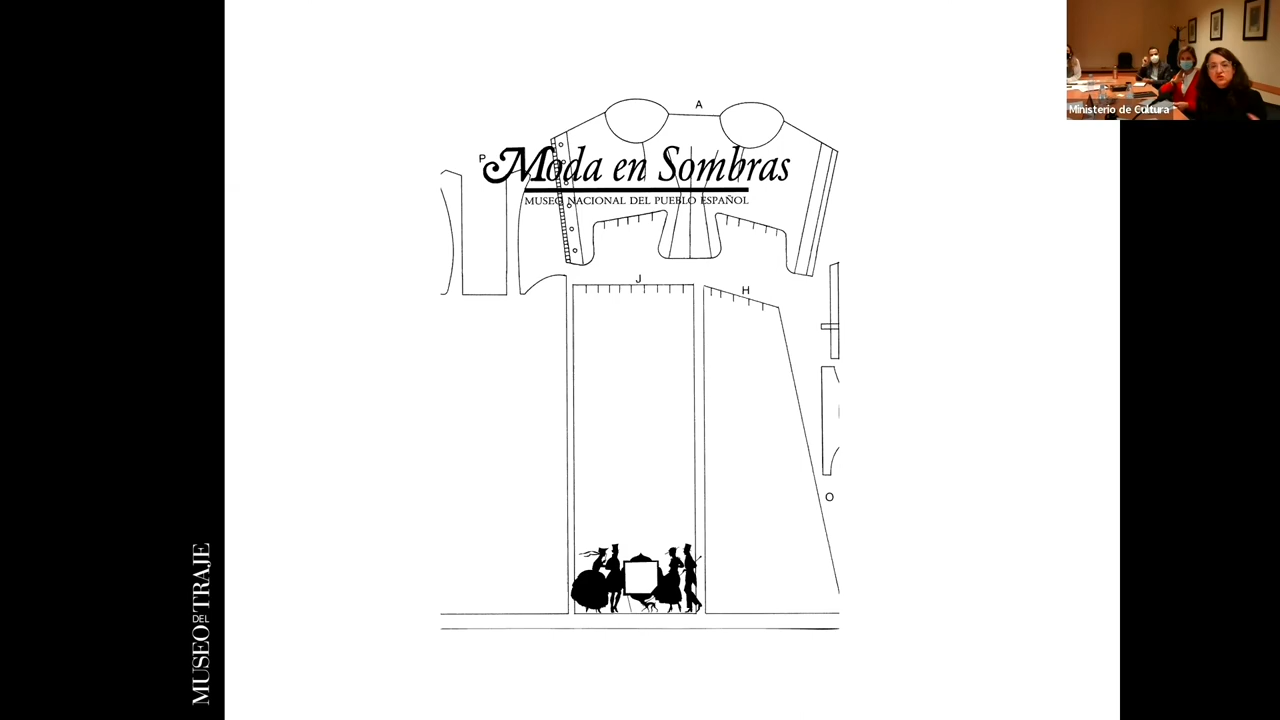 A
P
Moda en Sombras
MUSEO NACIONAL DEL PUEBLO ESPAÑOL
J
H
O
MUSEO DEL TRAJE
Ministerio de Cultura